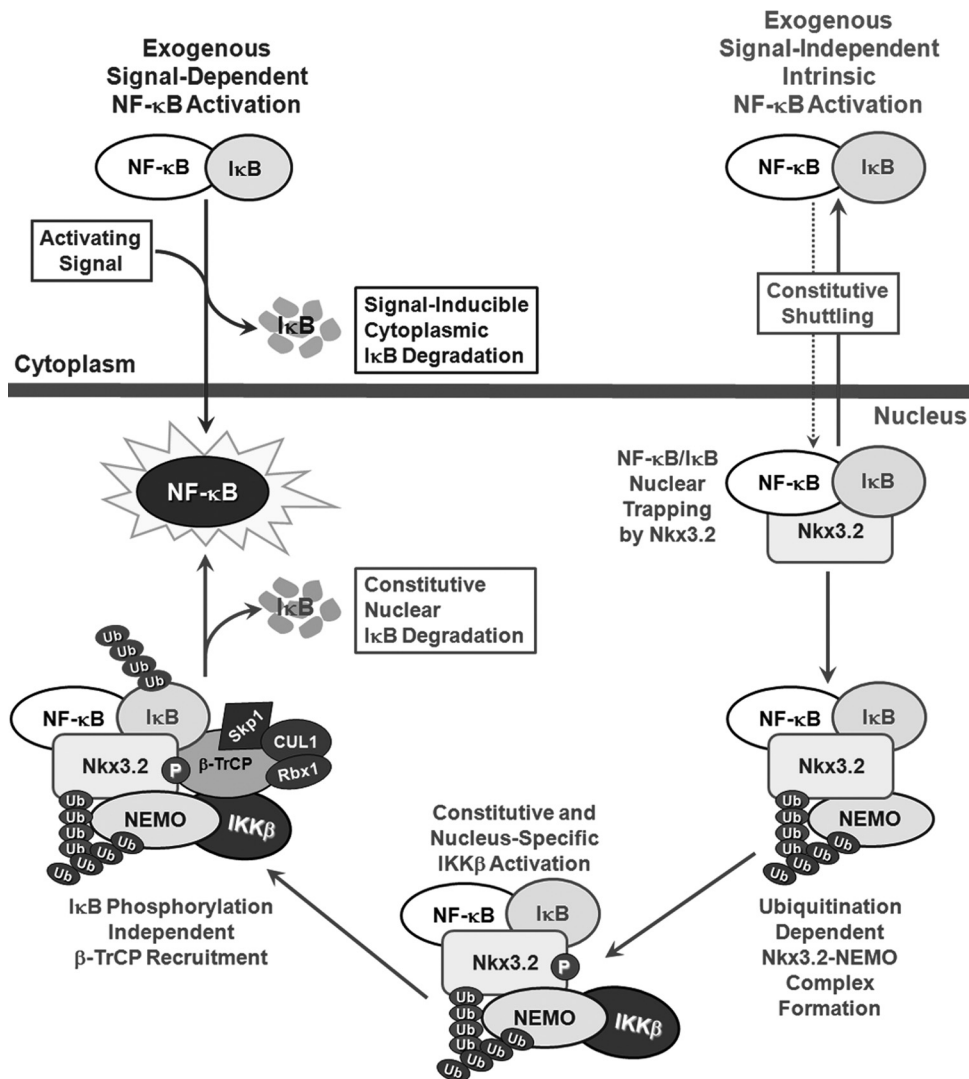 Exogenous
Signal-Dependent
NF-κB Activation
NF-κB
IκB
Activating
Signal
IκB
Signal-Inducible
Cytoplasmic
IκB Degradation
Exogenous
Signal-Independent
Intrinsic
NF-κB Activation
NF-κB
IκB
Constitutive
Shuttling
Cytoplasm
Nucleus
NF-κB/IκB
Nuclear
Trapping
by Nkx3.2
NF-κB
IκB
Nkx3.2
NF-κB
IκB
Nkx3.2
NEMO
Ub
Ub
Ub
Ub
Ub
Ub
Ub
Ub
Ubiquitination
Dependent
Nkx3.2-NEMO
Complex
Formation
Constitutive and
Nucleus-Specific
IKKβ Activation
NF-κB
IκB
Nkx3.2
P
NEMO
IKKβ
Ub
Ub
Ub
Ub
Ub
Ub
Ub
Ub
Ub
Ub
Ub
Ub
NF-κB
IκB
Skp1
CUL1
Rbx1
Nkx3.2
P
β-TrCP
NEMO
IKKβ
Ub
Ub
Ub
Ub
Ub
Ub
Ub
Ub
IκB Phosphorylation
Independent
β-TrCP Recruitment
IκB
Constitutive
Nuclear
IκB Degradation
NF-κB